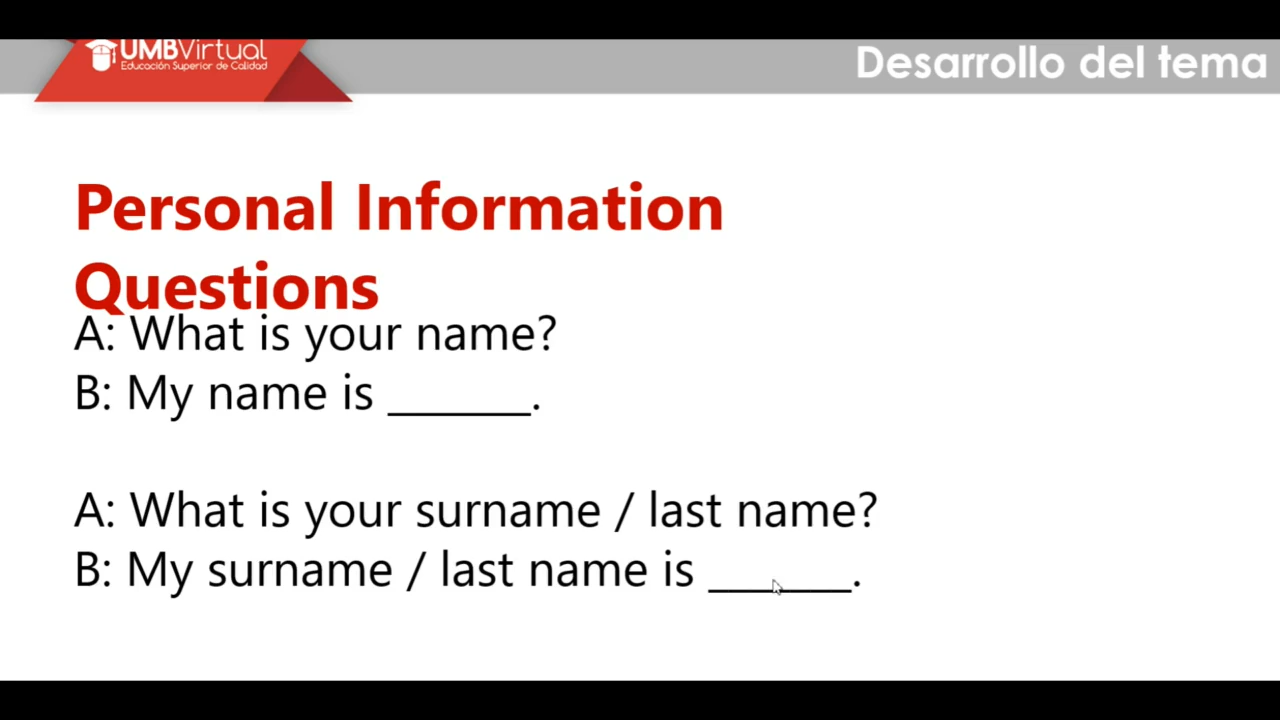 UMBVirtual
Educación Superior de Calidad
Desarrollo del tema
Personal Information
Questions
A: What is your name?
B: My name is _______.
A: What is your surname / last name?
B: My surname / last name is _______.